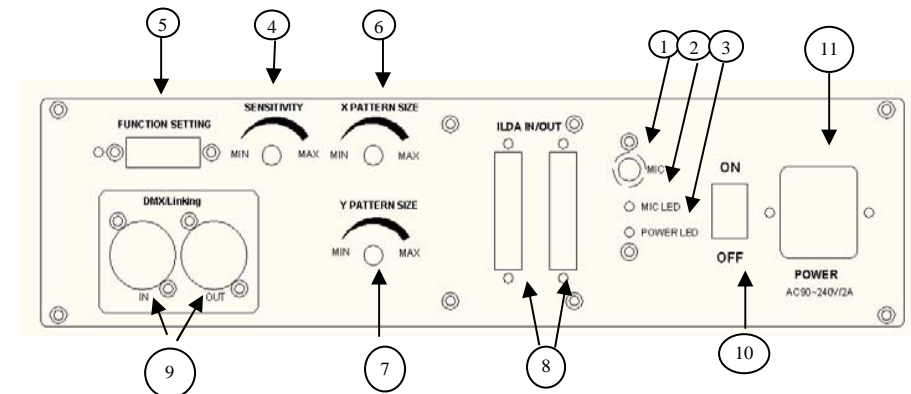 5
4
6
1
2
3
11
SENSITIVITY
X PATTERN SIZE
FUNCTION SETTING
ILDA IN/OUT
MIN
MAX
MIN
MAX
MIC
ON
DMX/Linking
Y PATTERN SIZE
MIC LED
MIN
MAX
POWER LED
OFF
POWER
IN
OUT
AC90~240V/2A
9
7
8
10